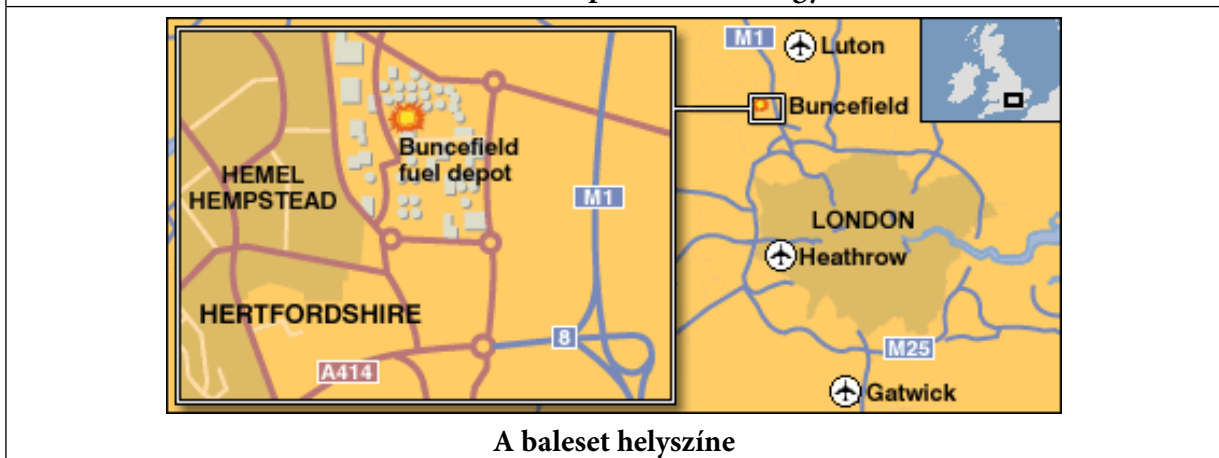 M1
Luton
Buncefield
Buncefield
fuel depot
HEMEL
HEMPSTEAD
M1
LONDON
Heathrow
HERTFORDSHIRE
8
A414
M25
Gatwick
A baleset helyszíne